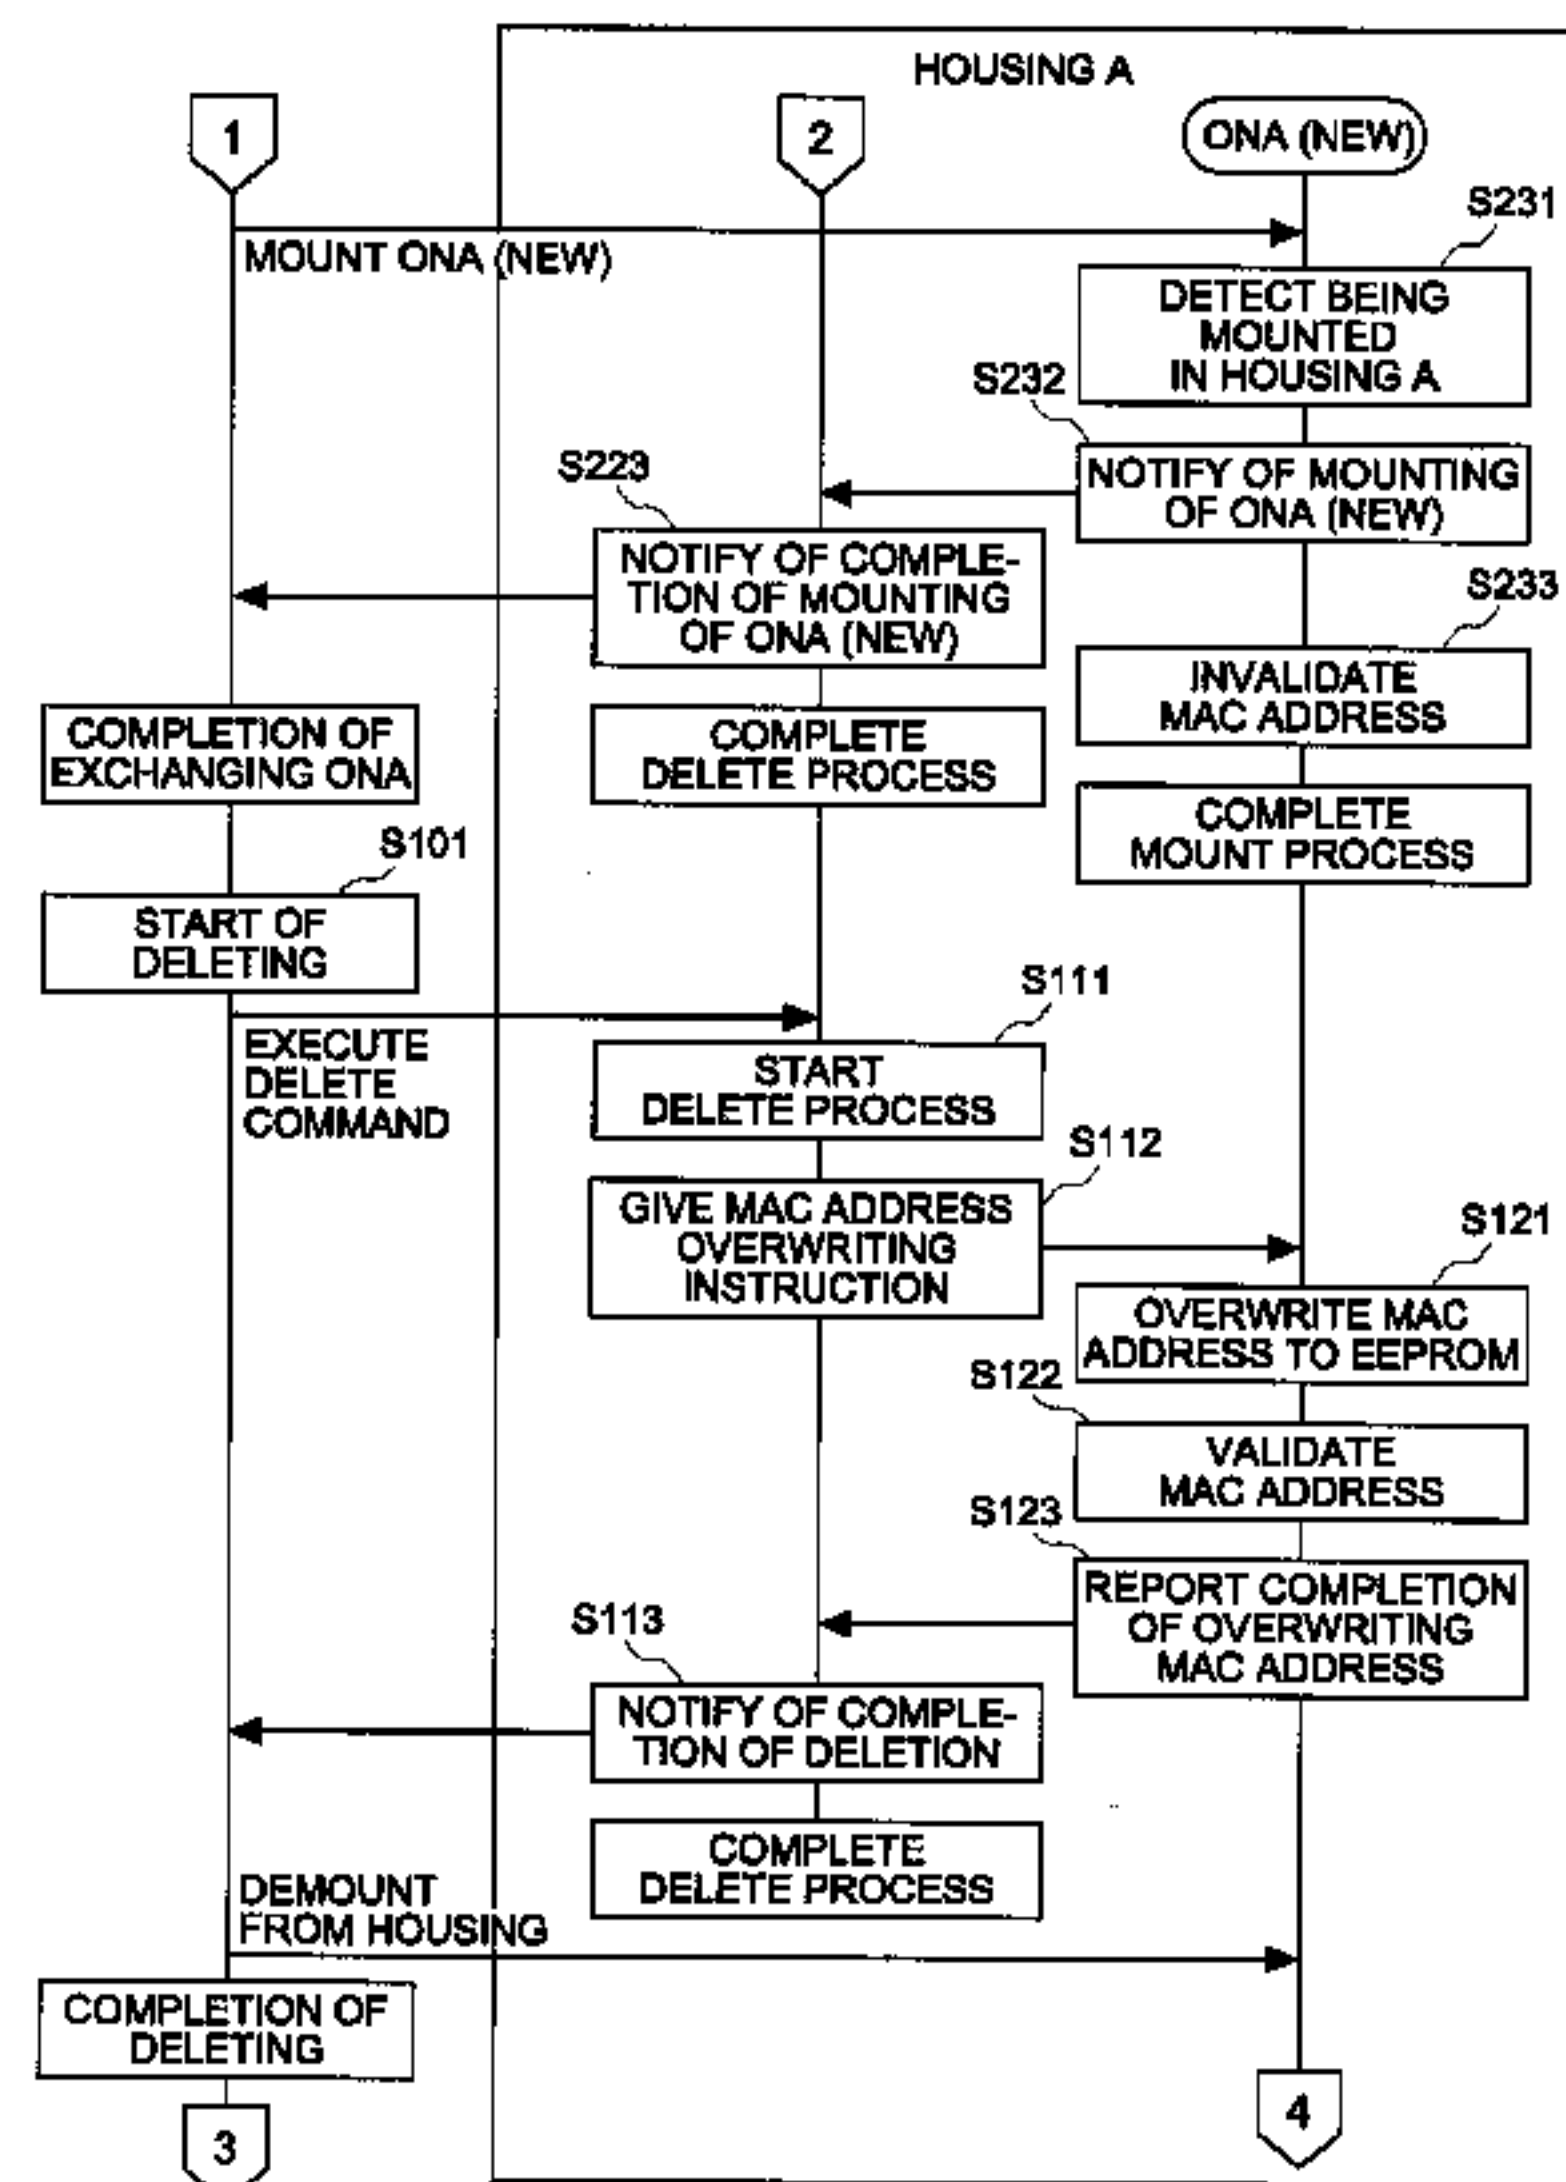 HOUSING A
1
2
ONA (NEW)
S231
MOUNT ONA (NEW)
DETECT BEING
MOUNTED
IN HOUSING A
S232
NOTIFY OF MOUNTING
OF ONA (NEW)
S223
NOTIFY OF COMPLE-
TION OF MOUNTING
OF ONA (NEW)
S233
INVALIDATE
MAC ADDRESS
COMPLETION OF
EXCHANGING ONA
COMPLETE
DELETE PROCESS
COMPLETE
MOUNT PROCESS
S101
START OF
DELETING
S111
EXECUTE
DELETE
COMMAND
START
DELETE PROCESS
S112
GIVE MAC ADDRESS
OVERWRITING
INSTRUCTION
S121
OVERWRITE MAC
ADDRESS TO EEPROM
S122
VALIDATE
MAC ADDRESS
S123
REPORT COMPLETION
OF OVERWRITING
MAC ADDRESS
S113
NOTIFY OF COMPLE-
TION OF DELETION
COMPLETE
DELETE PROCESS
DEMOUNT
FROM HOUSING
COMPLETION OF
DELETING
3
4